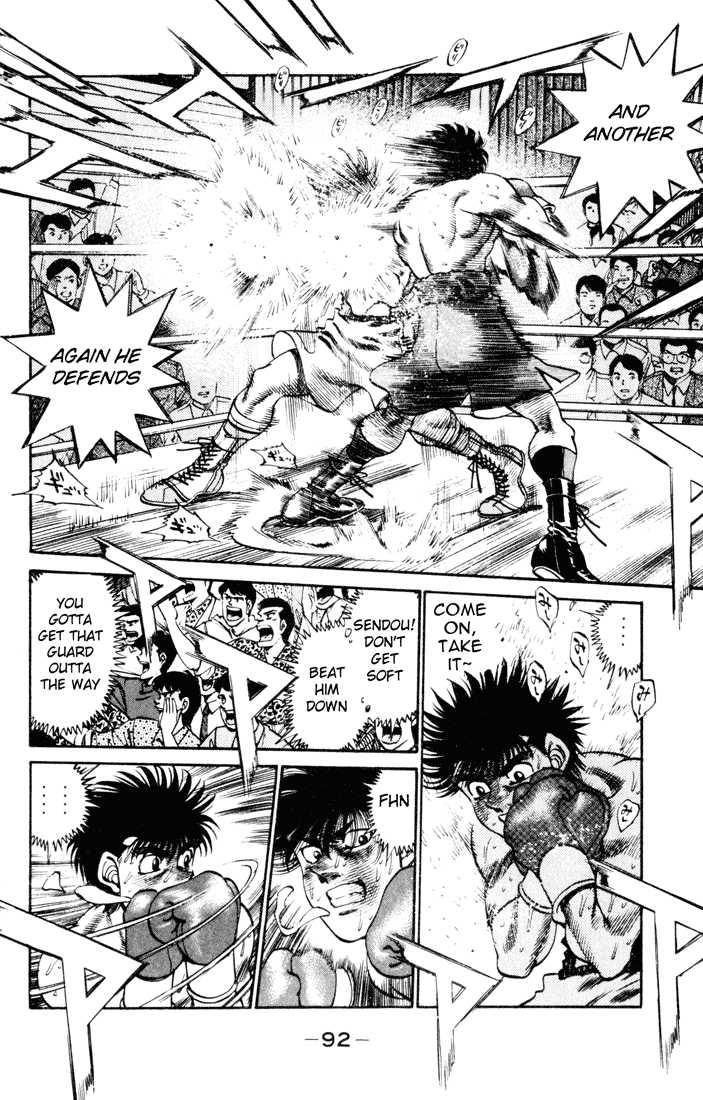 AND
ANOTHER
AGAIN HE
DEFENDS
COME
ON,
TAKE
IT~
SENDOU!
DON'T
GET
SOFT
BEAT
HIM
DOWN
YOU
GOTTA
GET THAT
GUARD
OUTTA
THE WAY
FHN
-92-